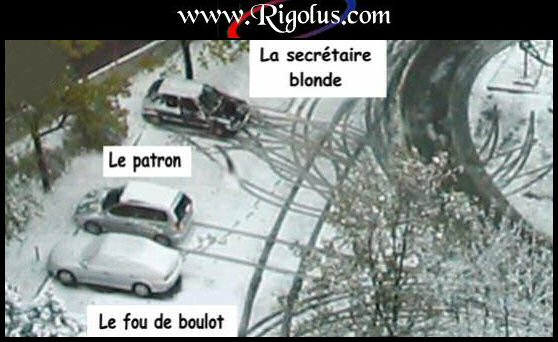 www.Rigolus.com
La secrétaire
blonde
Le patron
Le fou de boulot